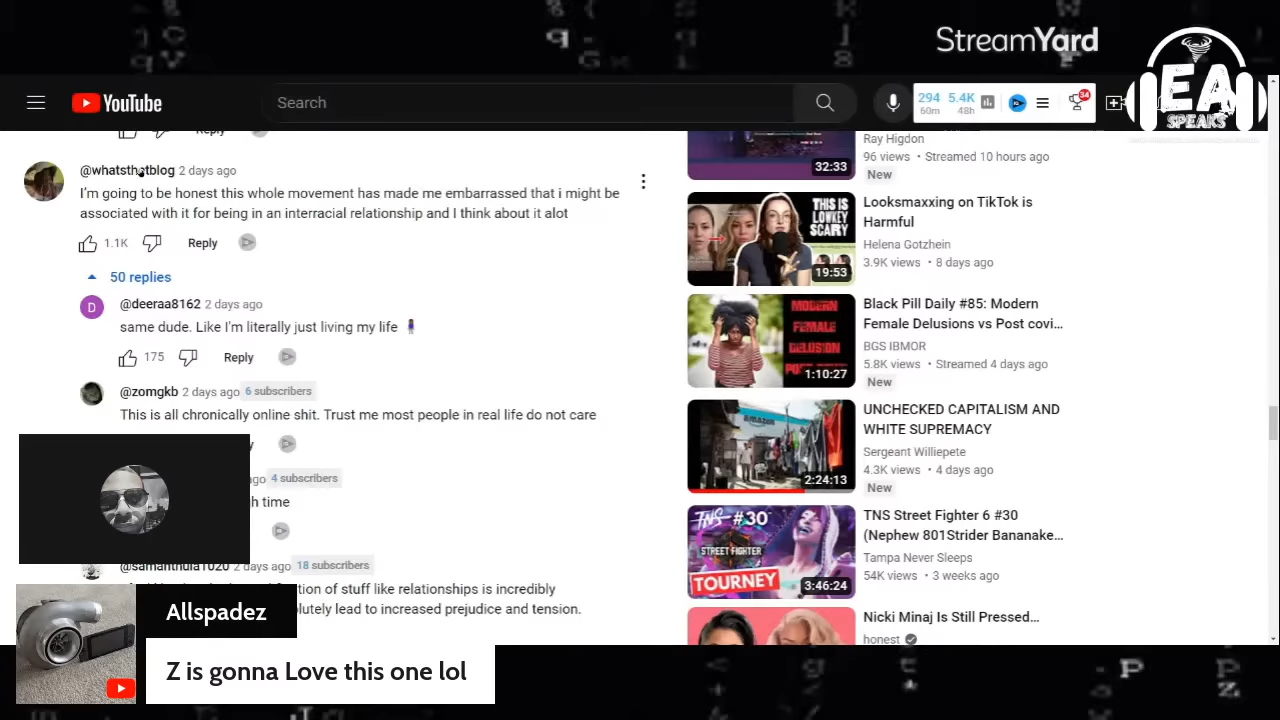 StreamYard
EA
SPEAKS
YouTube
Search
294 5.4K
60m 48h
34
Reply
@whatsthatblog 2 days ago
I'm going to be honest this whole movement has made me embarrassed that i might be
associated with it for being in an interracial relationship and I think about it alot
1.1K Reply
50 replies
D
@deeraa8162 2 days ago
same dude. Like I'm literally just living my life
175 Reply
@zomgkb 2 days ago 6 subscribers
This is all chronically online shit. Trust me most people in real life do not care
ago 4 subscribers
time
@samanthula1020 2 days ago 18 subscribers
of stuff like relationships is incredibly
lead to increased prejudice and tension.
Allspadez
Z is gonna Love this one lol
32:33
Ray Higdon
96 views • Streamed 10 hours ago
New
THIS IS
LOWKEY
SCARY
19:53
Looksmaxxing on TikTok is
Harmful
Helena Gotzhein
3.9K views • 8 days ago
MODERN
FEMALE
DELUSION
1:10:27
Black Pill Daily #85: Modern
Female Delusions vs Post covi...
BGS IBMOR
5.8K views • Streamed 4 days ago
New
amazon
2:24:13
UNCHECKED CAPITALISM AND
WHITE SUPREMACY
Sergeant Williepete
4.3K views • 4 days ago
New
TNS #30
STREET FIGHTER
TOURNEY
3:46:24
TNS Street Fighter 6 #30
(Nephew 801Strider Bananake...
Tampa Never Sleeps
54K views • 3 weeks ago
Nicki Minaj Is Still Pressed...
honest